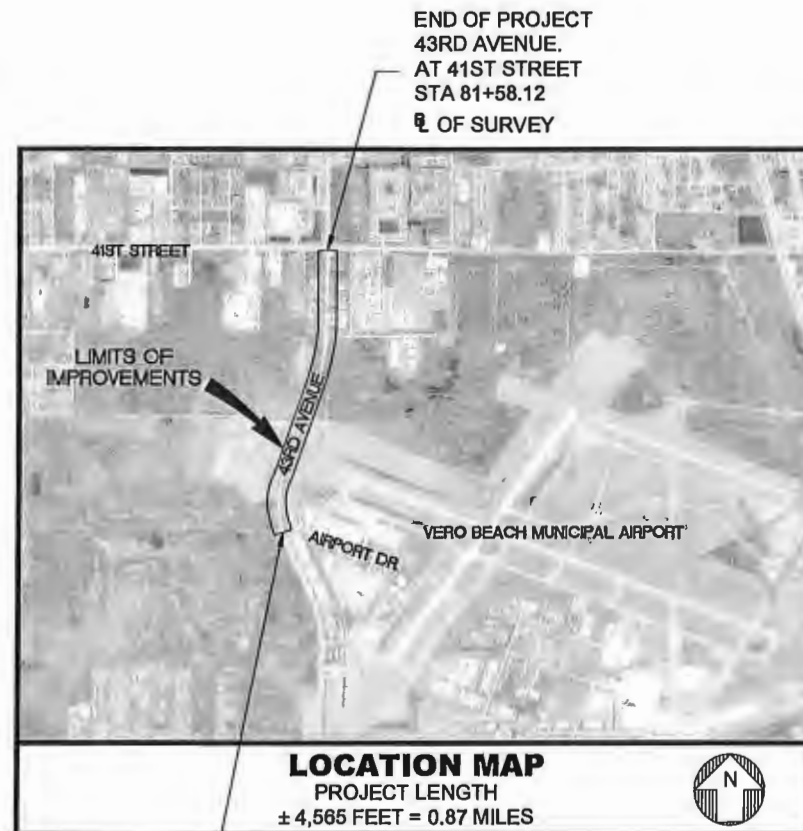 END OF PROJECT
43RD AVENUE.
AT 41ST STREET
STA 81+58.12
℄ OF SURVEY
41ST STREET
LIMITS OF
IMPROVEMENTS
43RD AVENUE
VERO BEACH MUNICIPAL AIRPORT
AIRPORT DR
LOCATION MAP
PROJECT LENGTH
± 4,565 FEET = 0.87 MILES
N